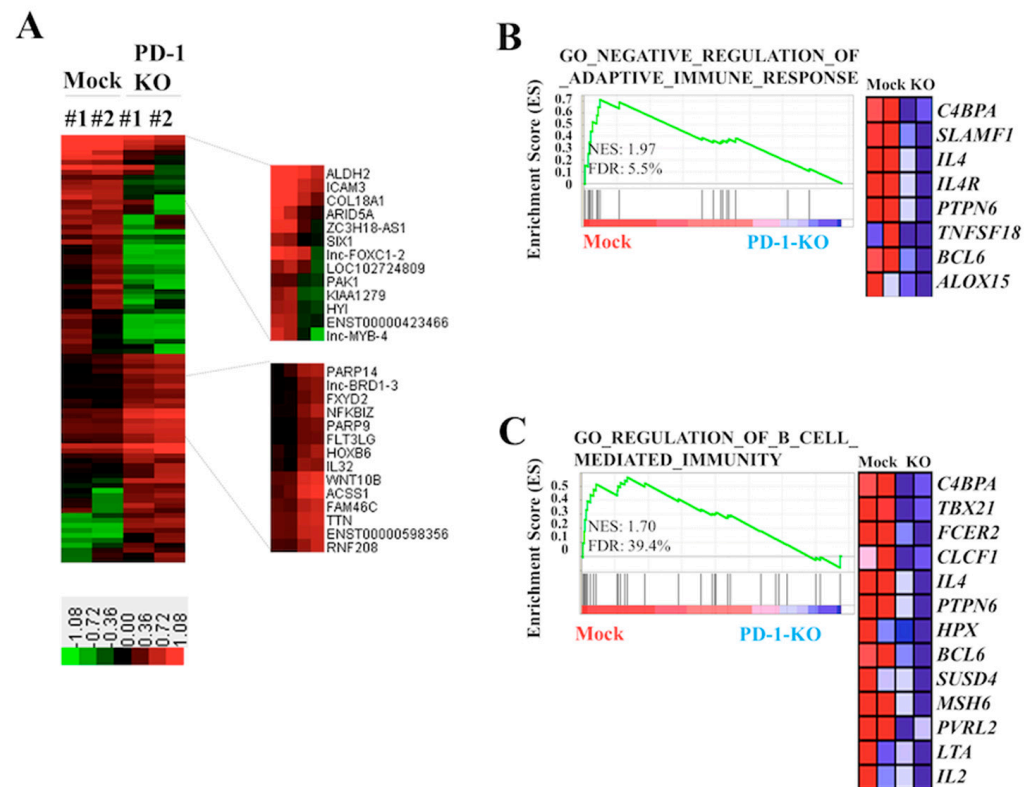 A
Mock
PD-1
KO
#1 #2 #1 #2
ALDH2
ICAM3
COL18A1
ARID5A
ZC3H18-AS1
SIX1
lnc-FOXC1-2
LOC102724809
PAK1
KIAA1279
HYI
ENST00000423466
lnc-MYB-4
PARP14
lnc-BRD1-3
FXYD2
NFKBIZ
PARP9
FLT3LG
HOXB6
IL32
WNT10B
ACSS1
FAM46C
TTN
ENST00000598356
RNF208
-1.08
-0.72
-0.36
0.00
0.36
0.72
1.08
B
GO_NEGATIVE_REGULATION_OF
_ADAPTIVE_IMMUNE_RESPONSE
Enrichment Score (ES)
0.7
0.6
0.5
0.4
0.3
0.2
0.1
0
NES: 1.97
FDR: 5.5%
Mock
PD-1-KO
Mock KO
C4BPA
SLAMF1
IL4
IL4R
PTPN6
TNFSF18
BCL6
ALOX15
C
GO_REGULATION_OF_B_CELL_
MEDIATED_IMMUNITY
Enrichment Score (ES)
0.5
0.4
0.3
0.2
0.1
0
NES: 1.70
FDR: 39.4%
Mock
PD-1-KO
Mock KO
C4BPA
TBX21
FCER2
CLCF1
IL4
PTPN6
HPX
BCL6
SUSD4
MSH6
PVRL2
LTA
IL2